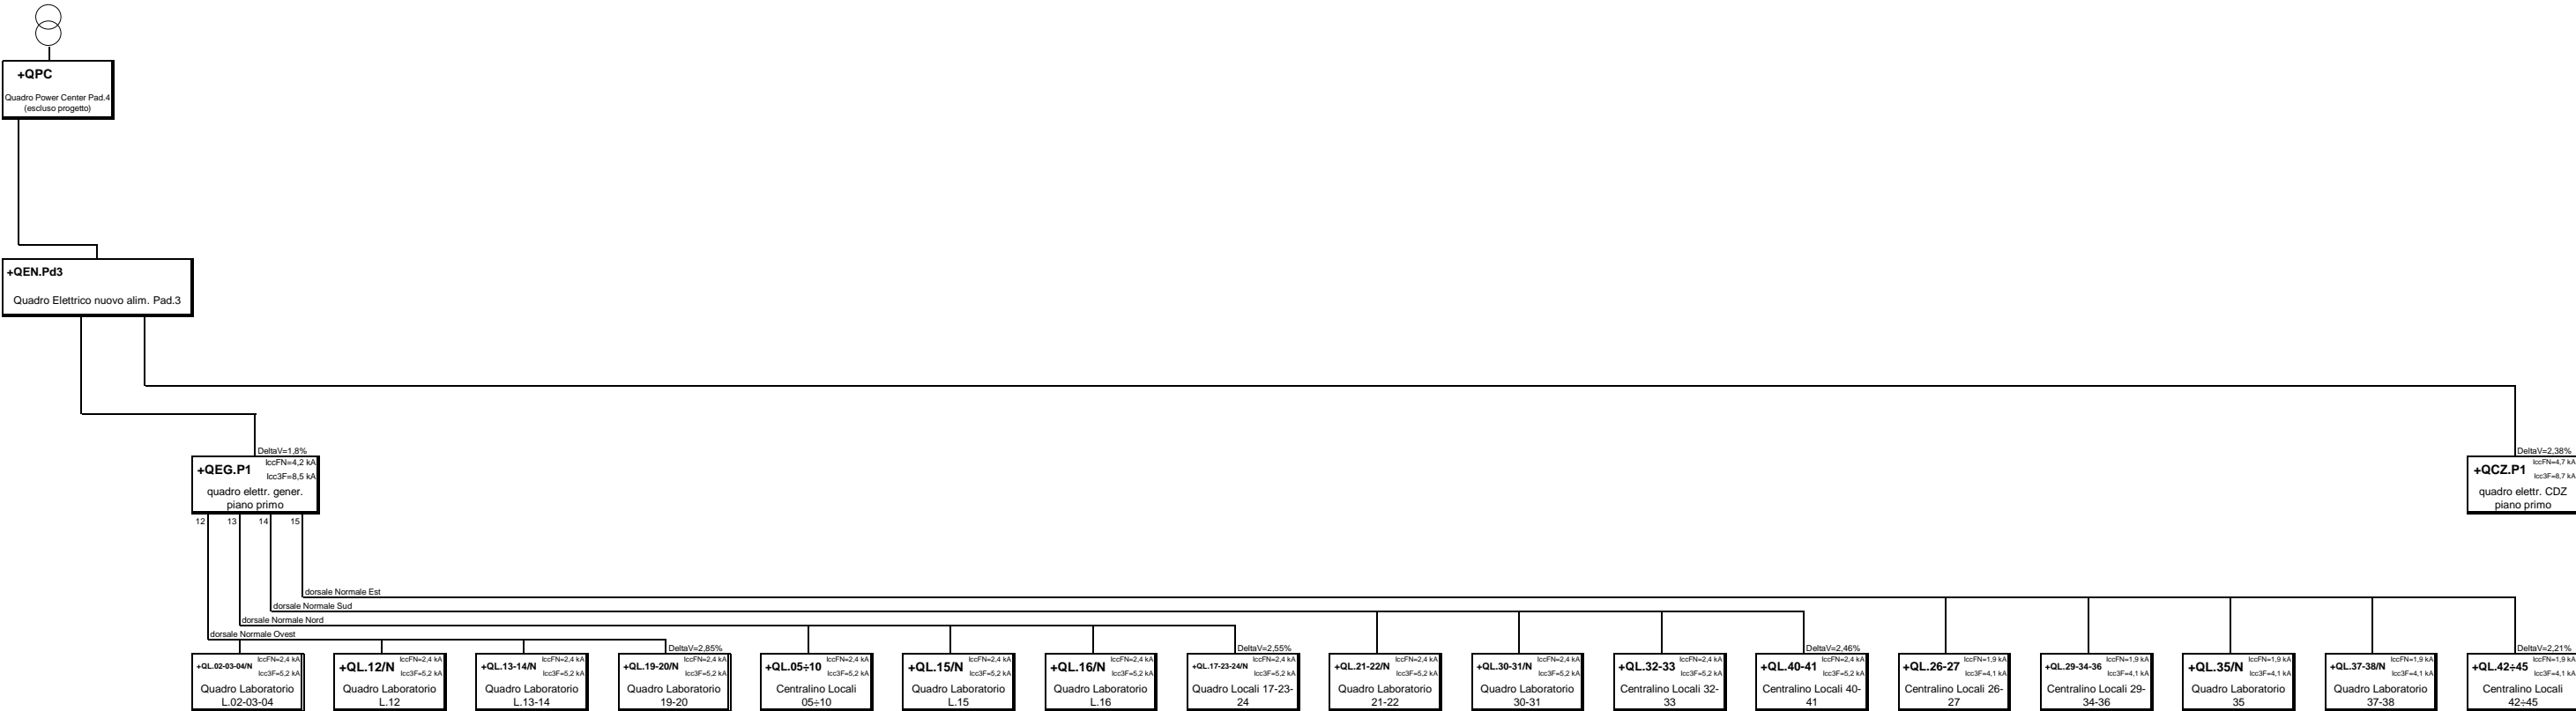 +QPC
Quadro Power Center Pad.4
(escluso progetto)
+QEN.Pd3
Quadro Elettrico nuovo alim. Pad.3
DeltaV=1,8%
+QEG.P1
IccFN=4,2 kA
Icc3F=8,5 kA
quadro elettr. gener.
piano primo
DeltaV=2,38%
+QCZ.P1
IccFN=4,7 kA
Icc3F=8,7 kA
quadro elettr. CDZ
piano primo
12
13
14
15
dorsale Normale Est
dorsale Normale Sud
dorsale Normale Nord
dorsale Normale Ovest
+QL.02-03-04/N
IccFN=2,4 kA
Icc3F=5,2 kA
Quadro Laboratorio
L.02-03-04
+QL.12/N
IccFN=2,4 kA
Icc3F=5,2 kA
Quadro Laboratorio
L.12
+QL.13-14/N
IccFN=2,4 kA
Icc3F=5,2 kA
Quadro Laboratorio
L.13-14
DeltaV=2,85%
+QL.19-20/N
IccFN=2,4 kA
Icc3F=5,2 kA
Quadro Laboratorio
19-20
+QL.05÷10
IccFN=2,4 kA
Icc3F=5,2 kA
Centralino Locali
05÷10
+QL.15/N
IccFN=2,4 kA
Icc3F=5,2 kA
Quadro Laboratorio
L.15
+QL.16/N
IccFN=2,4 kA
Icc3F=5,2 kA
Quadro Laboratorio
L.16
DeltaV=2,55%
+QL.17-23-24/N
IccFN=2,4 kA
Icc3F=5,2 kA
Quadro Locali 17-23-
24
+QL.21-22/N
IccFN=2,4 kA
Icc3F=5,2 kA
Quadro Laboratorio
21-22
+QL.30-31/N
IccFN=2,4 kA
Icc3F=5,2 kA
Quadro Laboratorio
30-31
+QL.32-33
IccFN=2,4 kA
Icc3F=5,2 kA
Centralino Locali 32-
33
DeltaV=2,46%
+QL.40-41
IccFN=2,4 kA
Icc3F=5,2 kA
Centralino Locali 40-
41
+QL.26-27
IccFN=1,9 kA
Icc3F=4,1 kA
Centralino Locali 26-
27
+QL.29-34-36
IccFN=1,9 kA
Icc3F=4,1 kA
Centralino Locali 29-
34-36
+QL.35/N
IccFN=1,9 kA
Icc3F=4,1 kA
Quadro Laboratorio
35
+QL.37-38/N
IccFN=1,9 kA
Icc3F=4,1 kA
Quadro Laboratorio
37-38
DeltaV=2,21%
+QL.42÷45
IccFN=1,9 kA
Icc3F=4,1 kA
Centralino Locali
42÷45